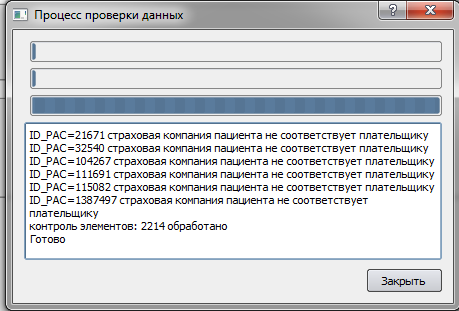 Процесс проверки данных
ID_PAC=21671 страховая компания пациента не соответствует плательщику
ID_PAC=32540 страховая компания пациента не соответствует плательщику
ID_PAC=104267 страховая компания пациента не соответствует плательщику
ID_PAC=111691 страховая компания пациента не соответствует плательщику
ID_PAC=115082 страховая компания пациента не соответствует плательщику
ID_PAC=1387497 страховая компания пациента не соответствует
плательщику
контроль элементов: 2214 обработано
Готово
Закрыть